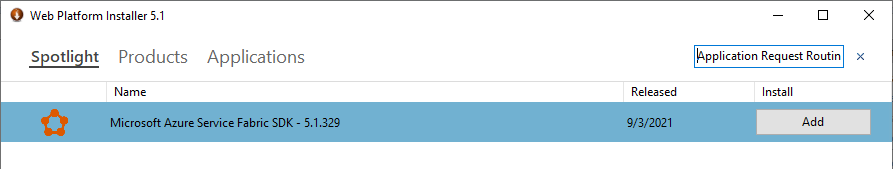 Web Platform Installer 5.1
Spotlight Products Applications Application Request Routin
Name Released Install
Microsoft Azure Service Fabric SDK - 5.1.329 9/3/2021 Add